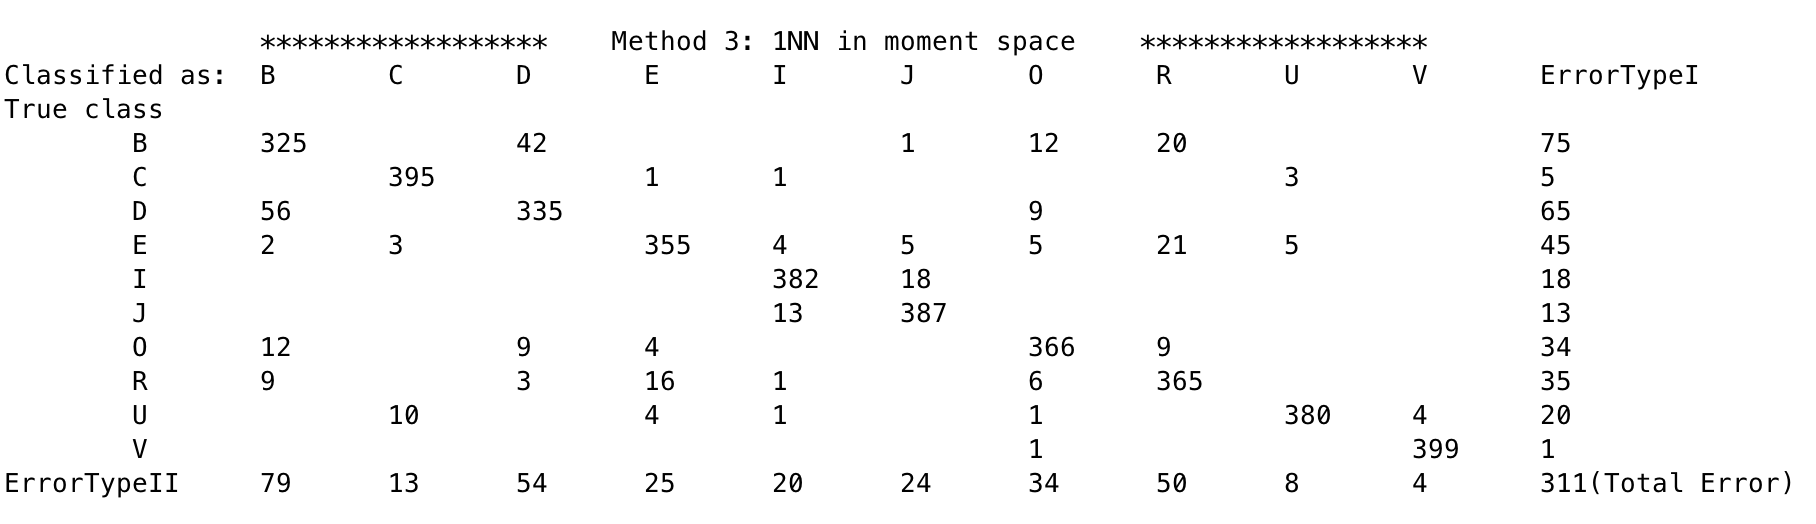 ****************** Method 3: 1NN in moment space ******************
Classified as: B C D E I J O R U V ErrorTypeI
True class
B 325 42 1 12 20 75
C 395 1 1 3 5
D 56 335 9 65
E 2 3 355 4 5 5 21 5 45
I 382 18 18
J 13 387 13
O 12 9 4 366 9 34
R 9 3 16 1 6 365 35
U 10 4 1 1 380 4 20
V 1 399 1
ErrorTypeII 79 13 54 25 20 24 34 50 8 4 311(Total Error)